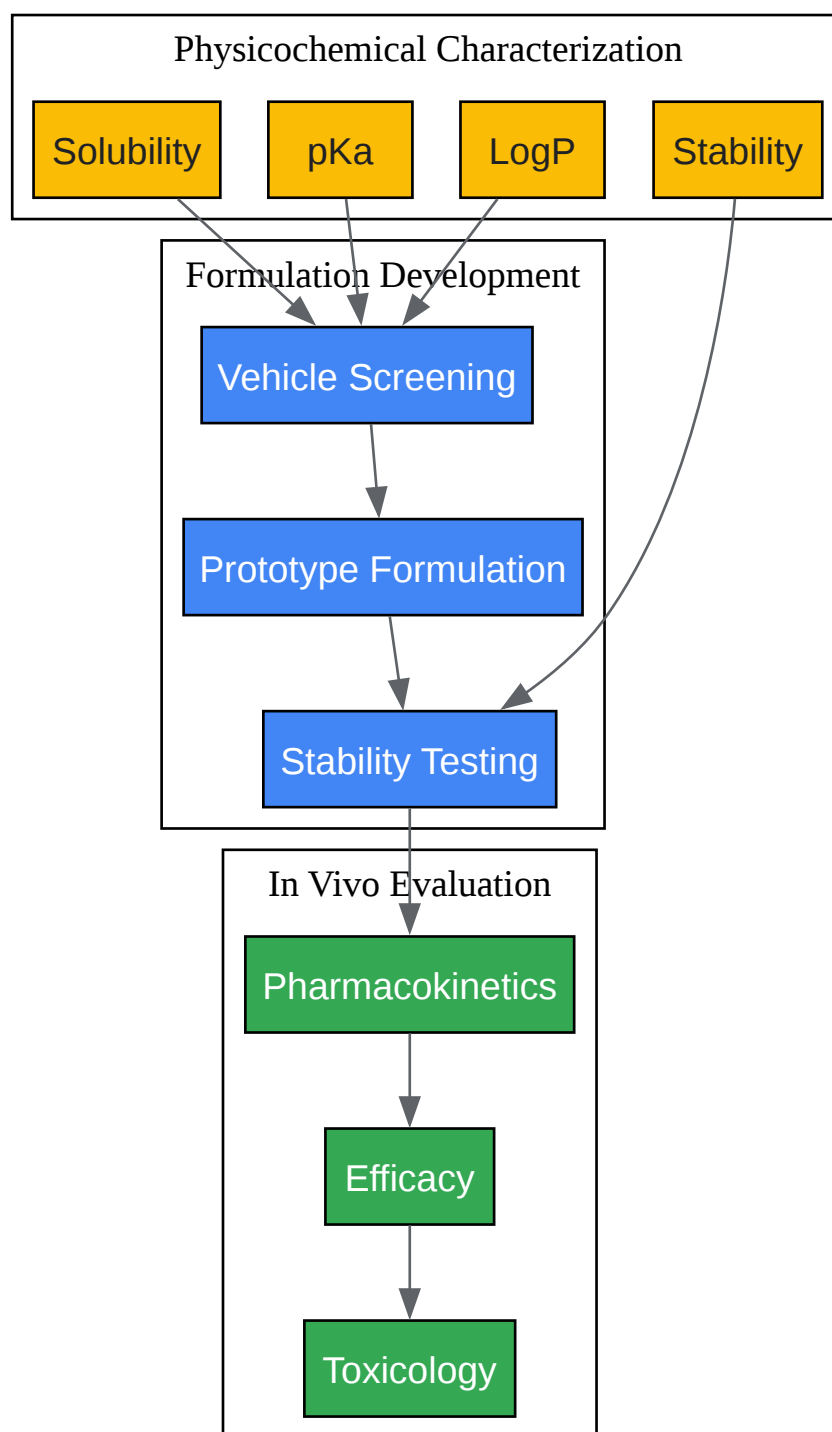 Physicochemical Characterization
Solubility
pKa
LogP
Stability
Formulation Development
Vehicle Screening
Prototype Formulation
Stability Testing
In Vivo Evaluation
Pharmacokinetics
Efficacy
Toxicology